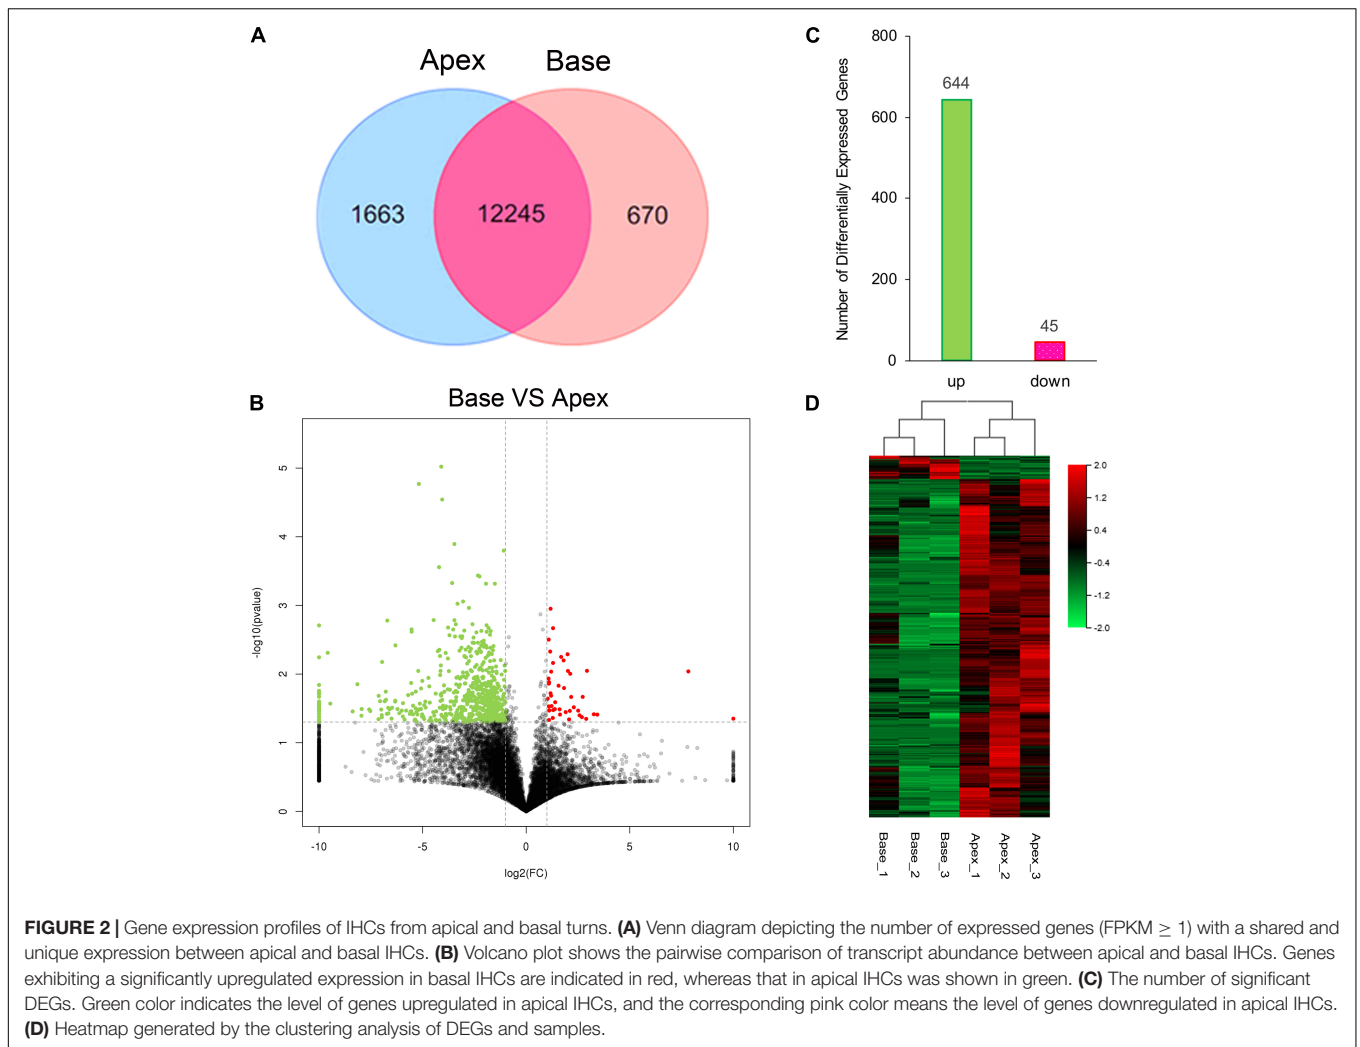 A
Apex Base
1663 12245 670
C
Number of Differentially Expressed Genes
800
600
400
200
0
644
45
up down
B
Base VS Apex
-log10(pvalue)
5
4
3
2
1
0
-10 -5 0 5 10
log2(FC)
D
2.0
1.2
0.4
-0.4
-1.2
-2.0
Base_1
Base_2
Base_3
Apex_1
Apex_2
Apex_3
FIGURE 2 | Gene expression profiles of IHCs from apical and basal turns. (A) Venn diagram depicting the number of expressed genes (FPKM ≥ 1) with a shared and
unique expression between apical and basal IHCs. (B) Volcano plot shows the pairwise comparison of transcript abundance between apical and basal IHCs. Genes
exhibiting a significantly upregulated expression in basal IHCs are indicated in red, whereas that in apical IHCs was shown in green. (C) The number of significant
DEGs. Green color indicates the level of genes upregulated in apical IHCs, and the corresponding pink color means the level of genes downregulated in apical IHCs.
(D) Heatmap generated by the clustering analysis of DEGs and samples.